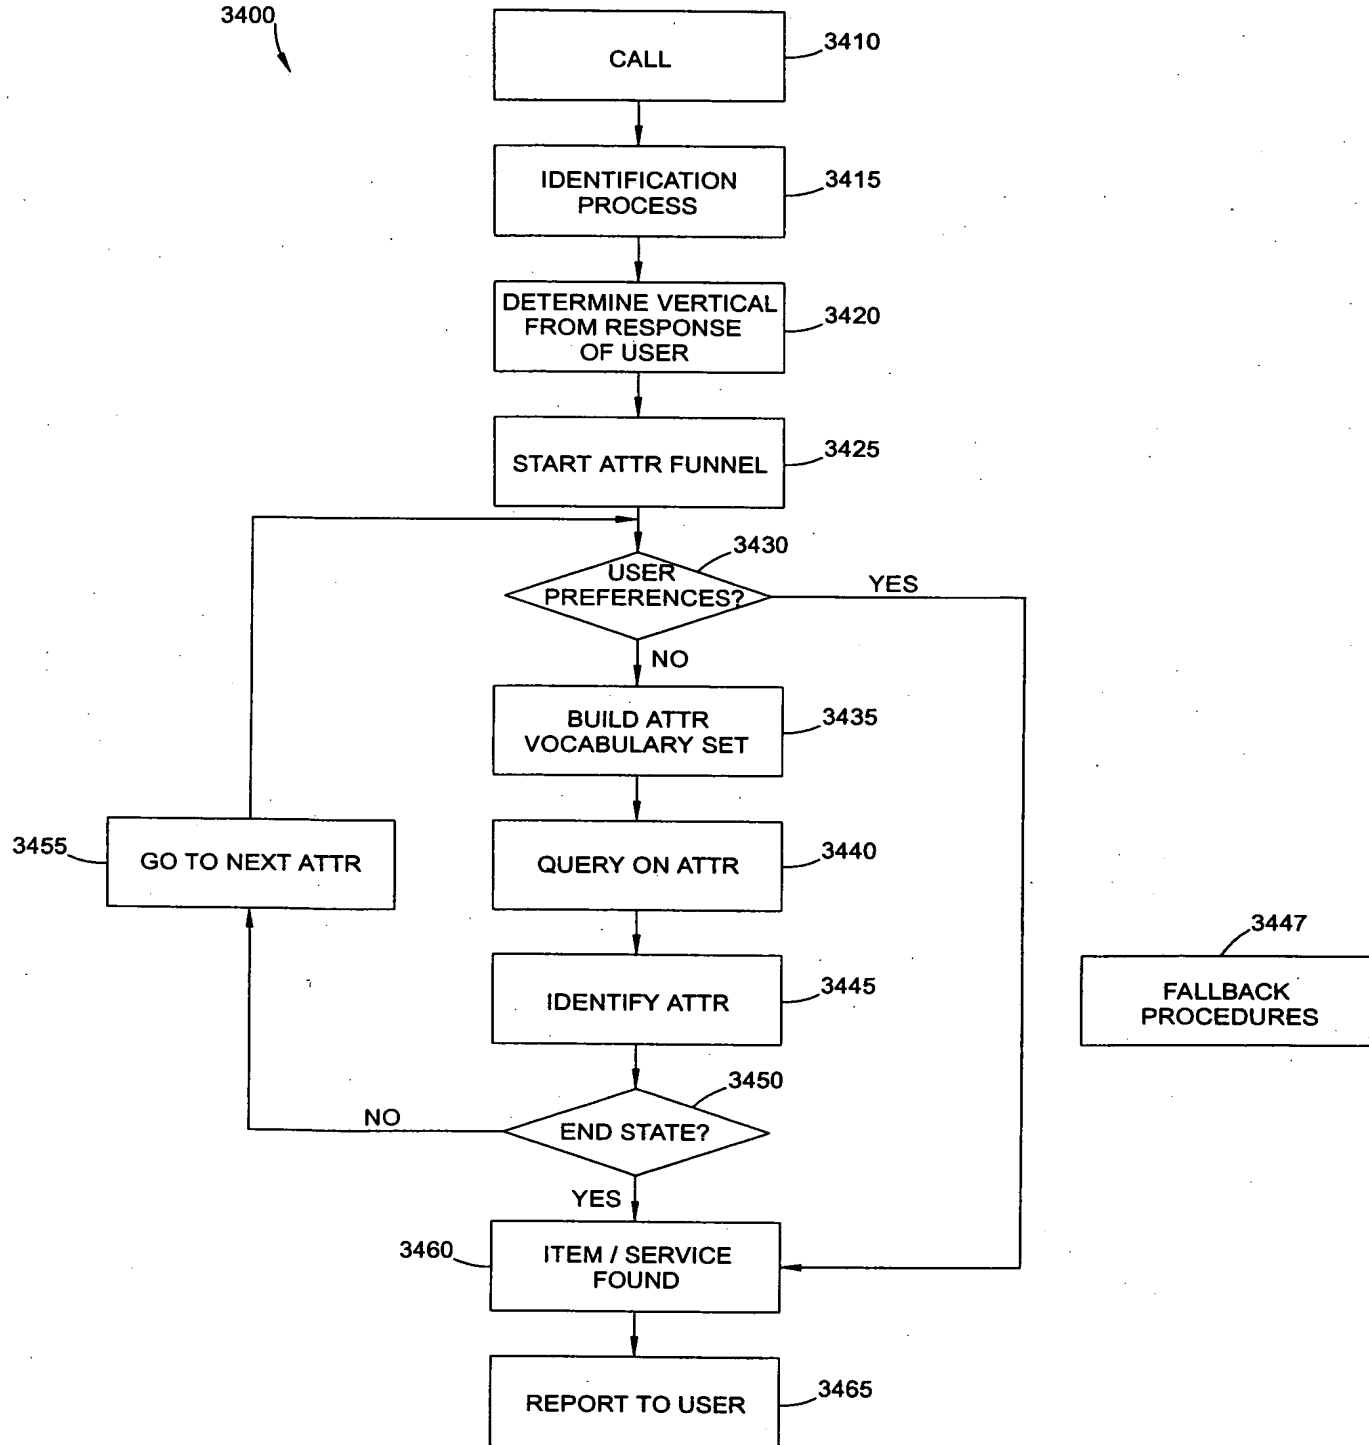 3400
CALL
3410
IDENTIFICATION
PROCESS
3415
DETERMINE VERTICAL
FROM RESPONSE
OF USER
3420
START ATTR FUNNEL
3425
3430
USER
PREFERENCES?
YES
NO
BUILD ATTR
VOCABULARY SET
3435
3455
GO TO NEXT ATTR
QUERY ON ATTR
3440
IDENTIFY ATTR
3445
3447
FALLBACK
PROCEDURES
3450
END STATE?
NO
YES
3460
ITEM / SERVICE
FOUND
REPORT TO USER
3465